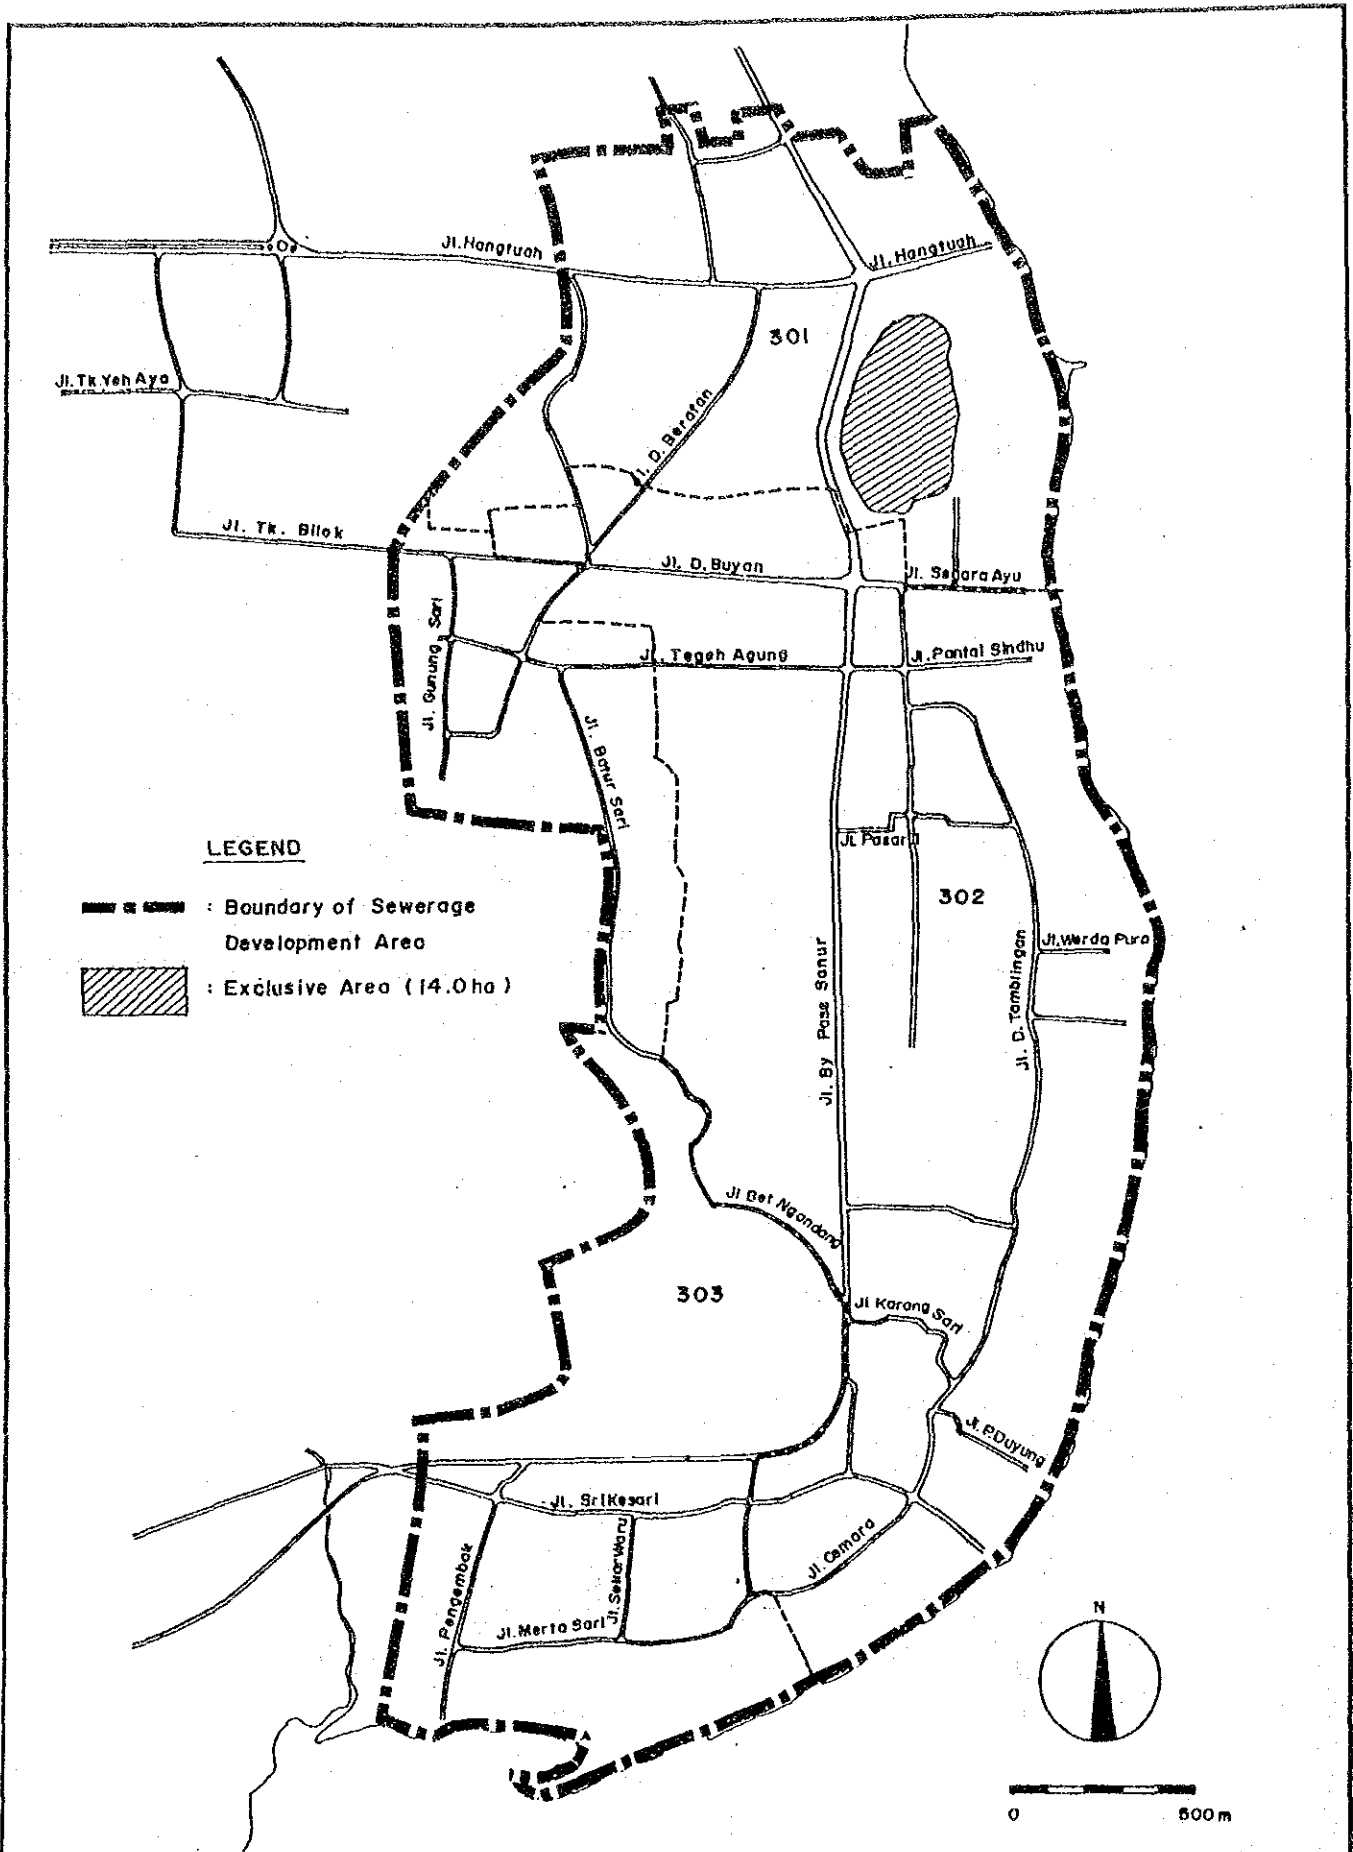 Jl.Hangtuah
Jl.Hangtuah
301
Jl.Tk.Yeh Aya
Jl. D. Beratan
Jl. Tk. Bilok
Jl. D. Buyan
Jl. Segara Ayu
Jl. Gunung Sari
Jl. Tegeh Agung
Jl. Pantai Sindhu
Jl. Batur Sari
Jl. Pasar
LEGEND
: Boundary of Sewerage
Development Area
: Exclusive Area (14.0 ha)
302
Jl. By Pass Sanur
Jl. D. Tamblingan
Jl. Werda Pura
Jl Bet Ngandang
303
Jl Karang Sari
Jl. P.Duyung
Jl. Sri Kesari
Jl. Pengembak
Jl. Sekar Waru
Jl. Cemara
Jl. Merta Sari
N
0 500 m